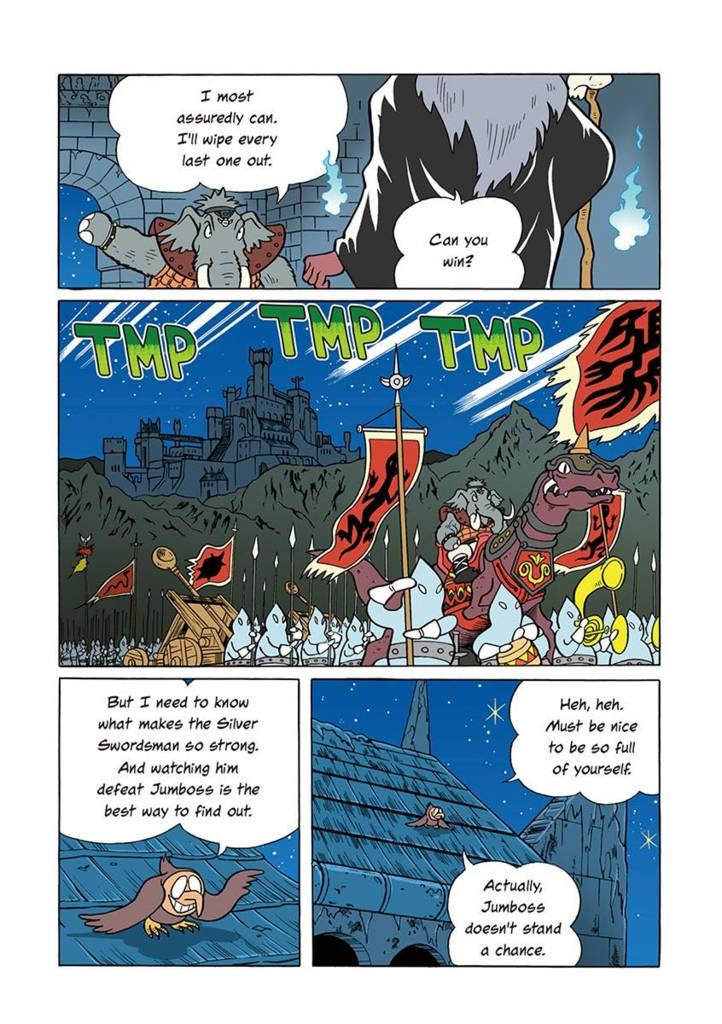 Can you
win?
I most
assuredly can.
I'll wipe every
last one out.
TMP
TMP
TMP
Heh, heh.
Must be nice
to be so full
of yourself.
Actually,
Jumboss
doesn't stand
a chance.
But I need to know
what makes the Silver
Swordsman so strong.
And watching him
defeat Jumboss is the
best way to find out.